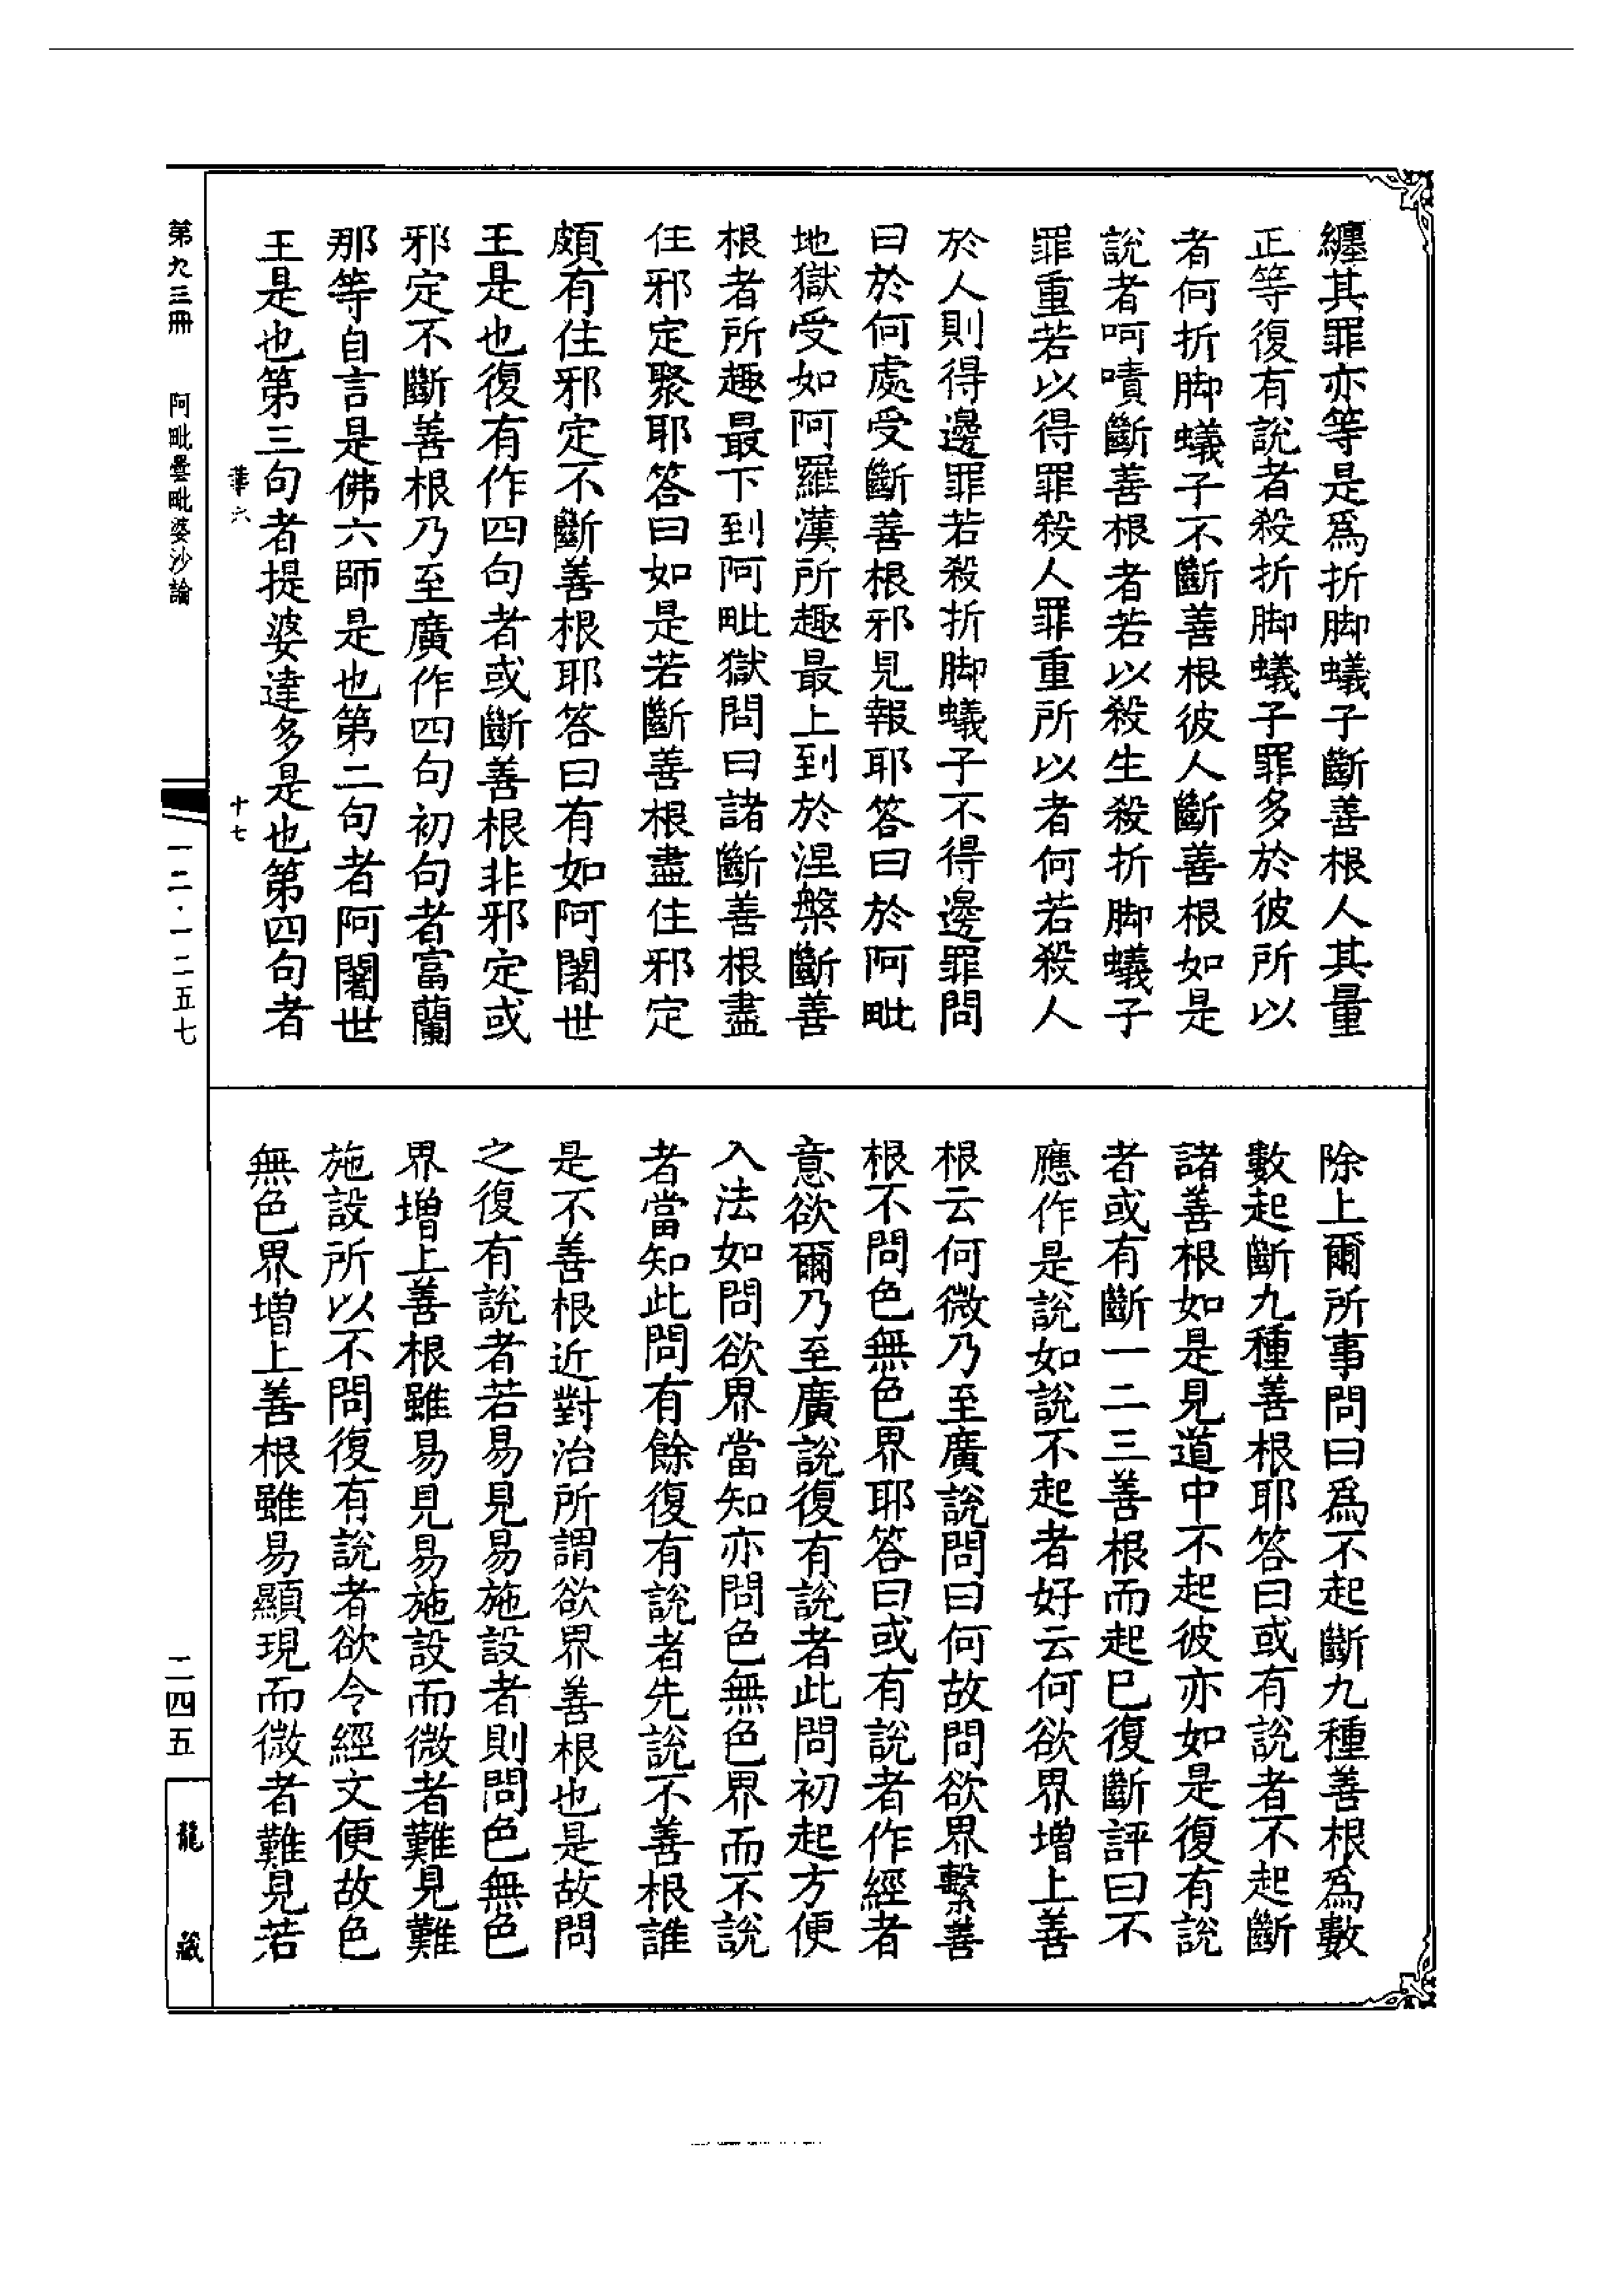 纏其罪亦等是爲折脚蟻子斷善根人其量
正等復有說者殺折脚蟻子罪多於彼所以
者何折脚蟻子不斷善根彼人斷善根如是
說者呵嘖斷善根者若以殺生殺折脚蟻子
罪重若以得罪殺人罪重所以者何若殺人
於人則得邊罪若殺折脚蟻子不得邊罪問
曰於何處受斷善根邪見報耶答曰於阿毗
地獄受如阿羅漢所趣最上到於涅槃斷善
根者所趣最下到阿毗獄問曰諸斷善根盡
住邪定聚耶答曰如是若斷善根盡住邪定
頗有住邪定不斷善根耶答曰有如阿闍世
王是也復有作四句者或斷善根非邪定或
邪定不斷善根乃至廣作四句初句者富蘭
那等自言是佛六師是也第二句者阿闍世
王是也第三句者提婆達多是也第四句者
除上爾所事問曰爲不起斷九種善根爲數
數起斷九種善根耶答曰或有說者不起斷
諸善根如是見道中不起彼亦如是復有說
者或有斷一二三善根而起已復斷評曰不
應作是說如說不起者好云何欲界增上善
根云何微乃至廣說問曰何故問欲界繫善
根不問色無色界耶答曰或有說者作經者
意欲爾乃至廣說復有說者此問初起方便
入法如問欲界當知亦問色無色界而不說
者當知此問有餘復有說者先說不善根誰
是不善根近對治所謂欲界善根也是故問
之復有說者若易見易施設者則問色無色
界增上善根雖易見易施設而微者難見難
施設所以不問復有說者欲令經文便故色
無色界增上善根雖易顯現而微者難見若
華六
十七
第九三冊
阿毗曇毗婆沙論
一二·一二五七
二四五
龍藏